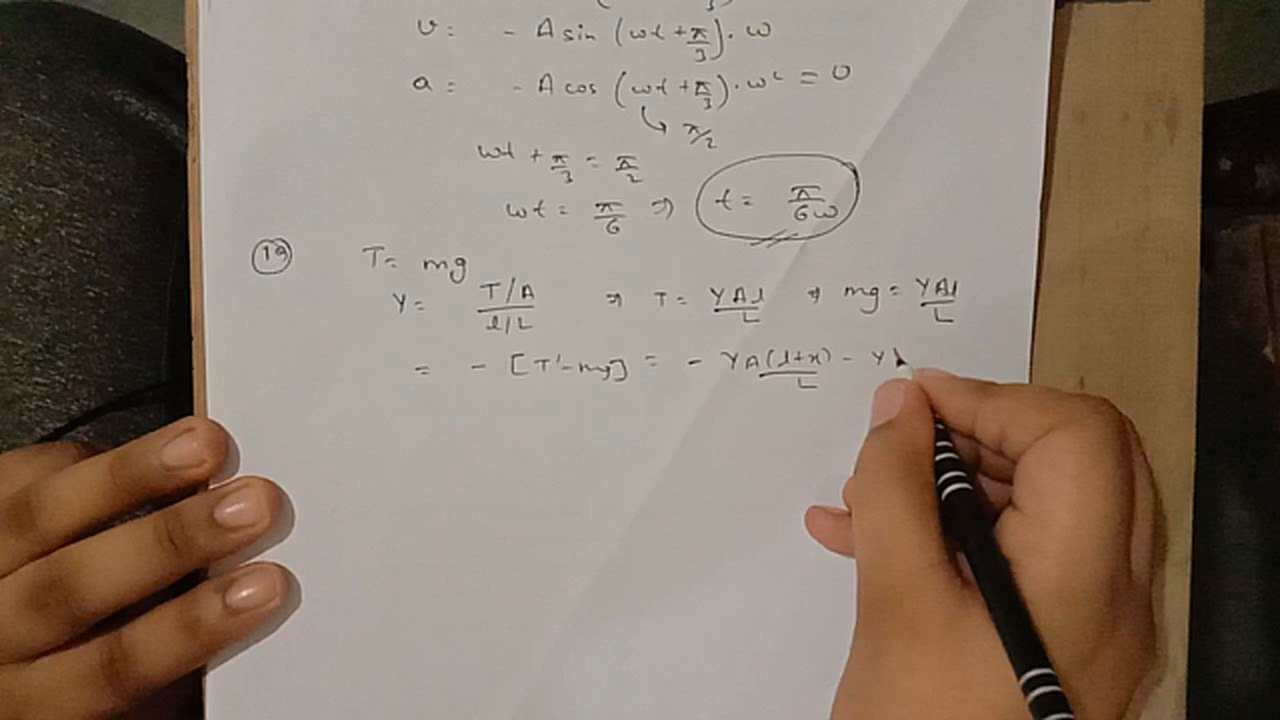 v = - A sin (ωt + π/3) . ω
a = - A cos (ωt + π/3) . ω² = 0
↳ π/2
ωt + π/3 = π/2
ωt = π/6 ⇒ t = π/6ω
19 T = mg
Y = T/A / l/L ⇒ T = YAl/L ⇒ mg = YAl/L
= - [T' - mg] = - YA(l+x)/L - Y